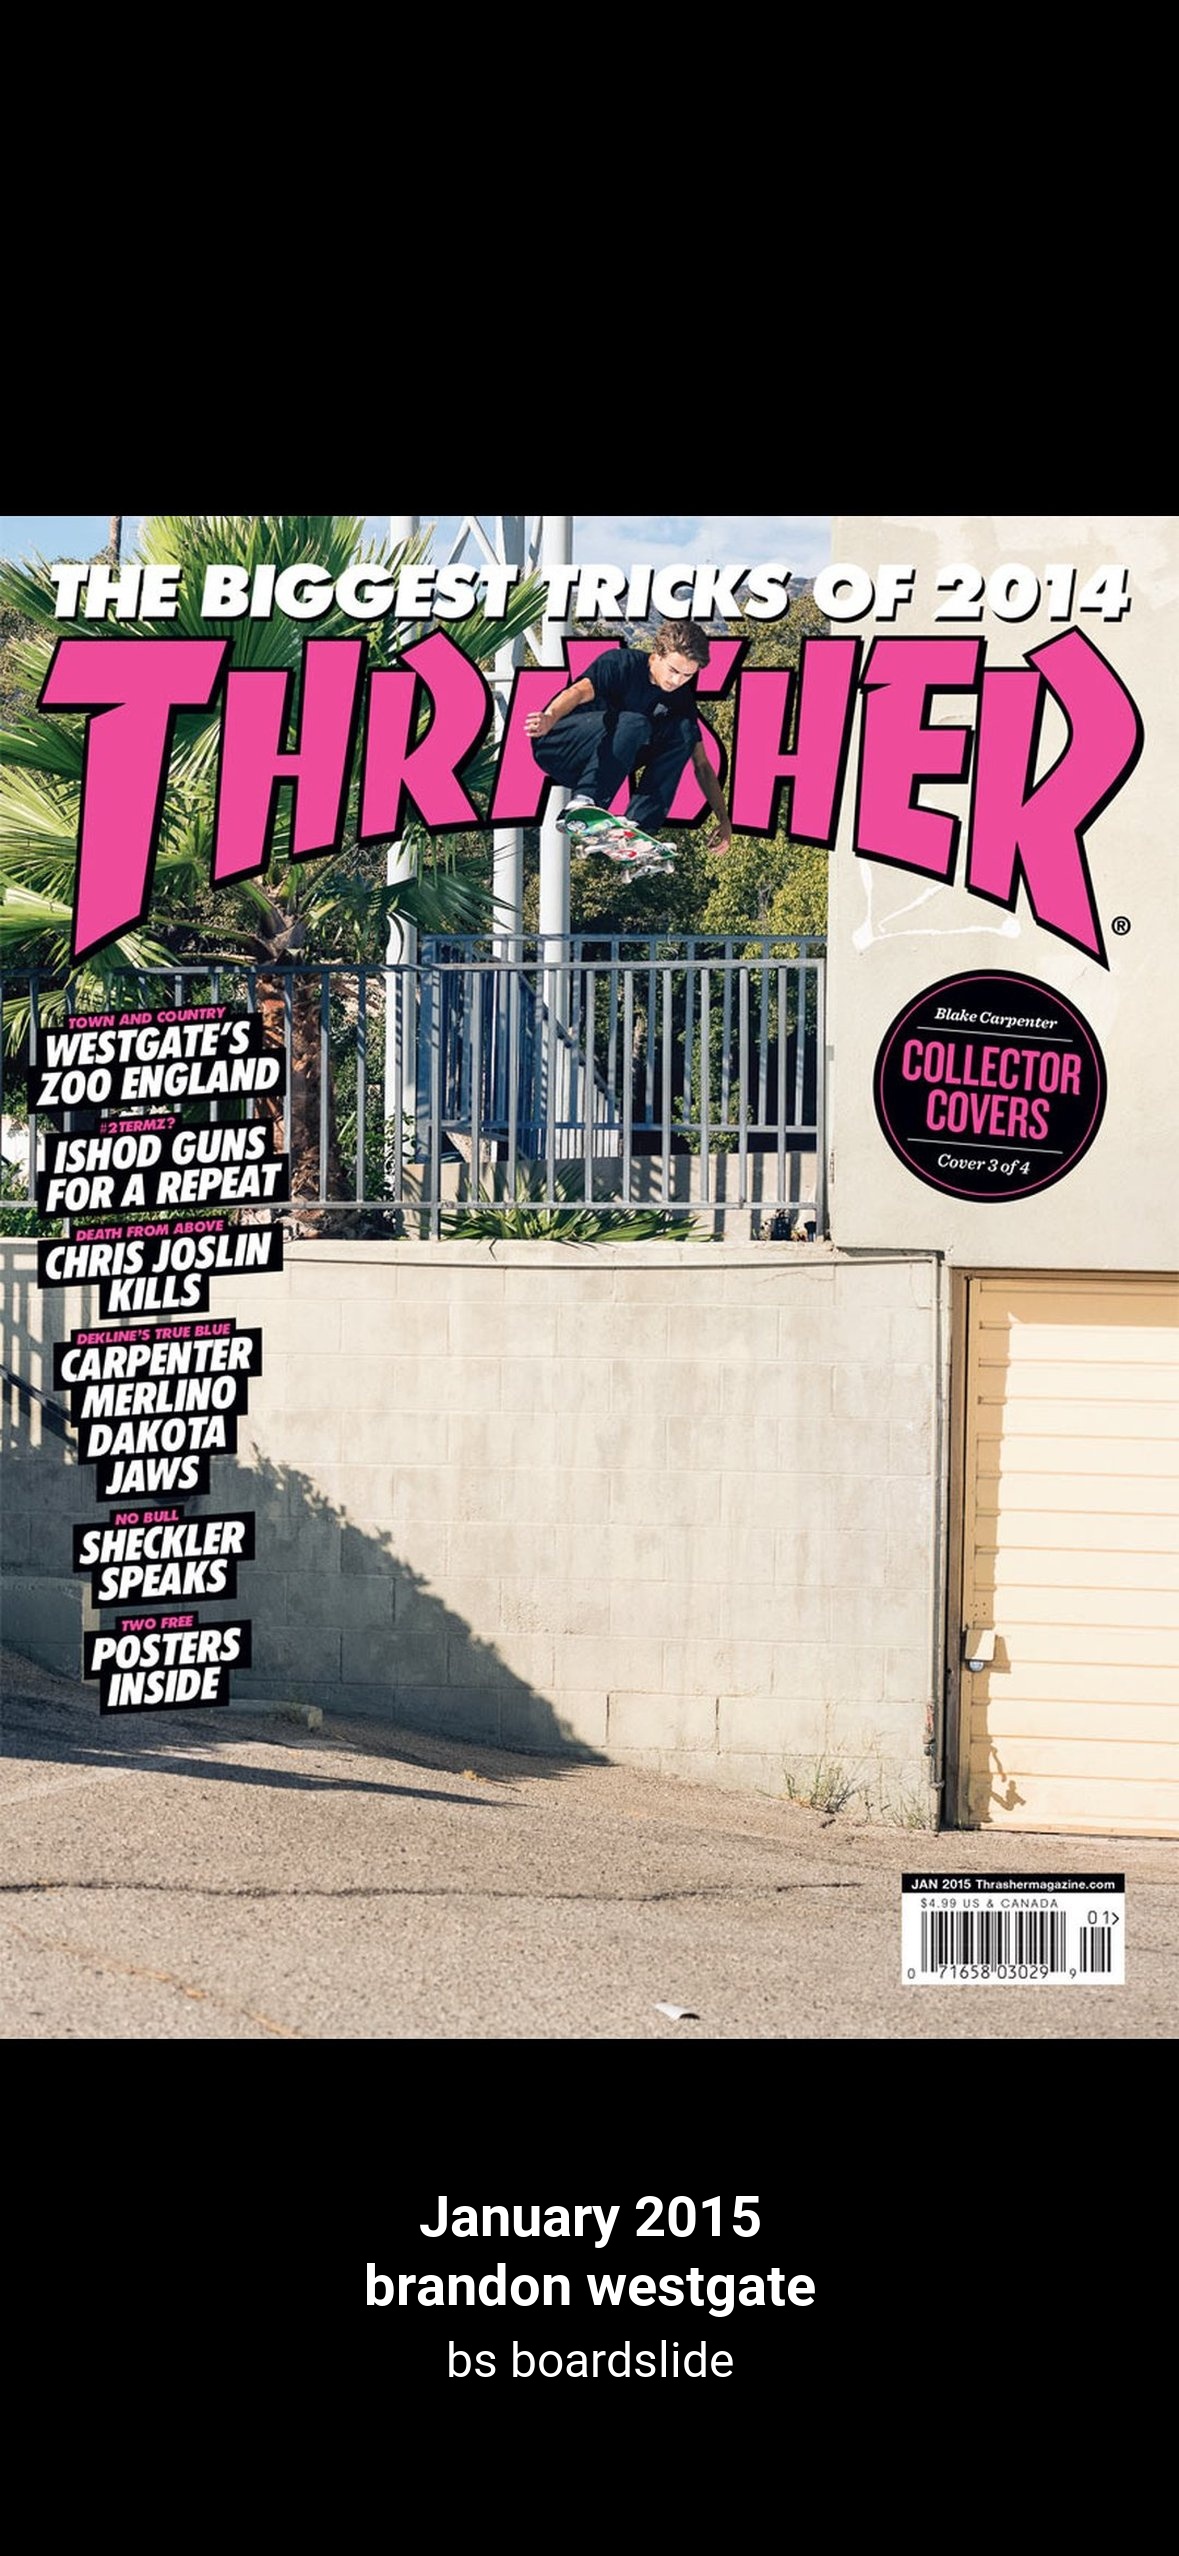 THE BIGGEST TRICKS OF 2014
THRASHER
®
TOWN AND COUNTRY
WESTGATE'S
ZOO ENGLAND
#2TERMZ?
ISHOD GUNS
FOR A REPEAT
DEATH FROM ABOVE
CHRIS JOSLIN
KILLS
DEKLINE'S TRUE BLUE
CARPENTER
MERLINO
DAKOTA
JAWS
NO BULL
SHECKLER
SPEAKS
TWO FREE
POSTERS
INSIDE
Blake Carpenter
COLLECTOR
COVERS
Cover 3 of 4
JAN 2015 Thrashermagazine.com
$4.99 US & CANADA
01>
0 71658 03029 9
January 2015
brandon westgate
bs boardslide